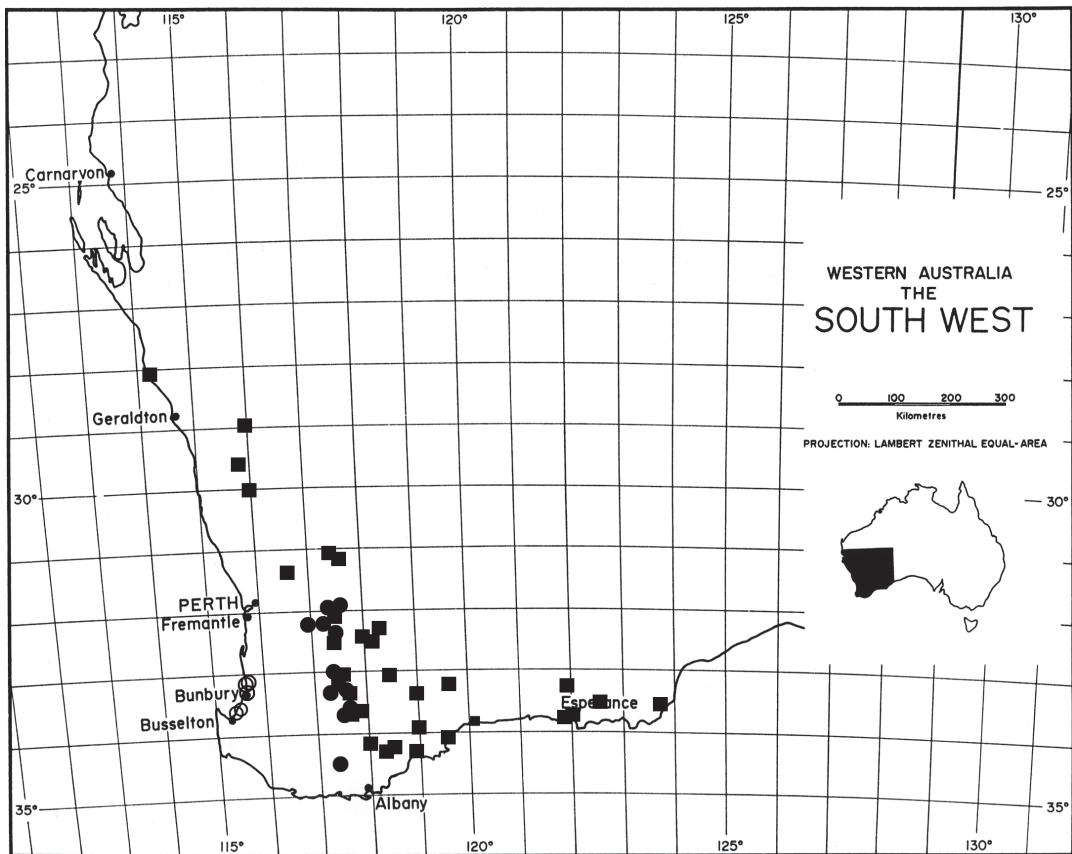 115° 120° 125° 130°
Carnarvon
25° 25°
WESTERN AUSTRALIA
THE
SOUTH WEST
0 100 200 300
Kilometres
Geraldton
PROJECTION: LAMBERT ZENITHAL EQUAL-AREA
30° 30°
PERTH
Fremantle
Bunbury
Esperance
Busselton
Albany
35° 35°
115° 120° 125° 130°